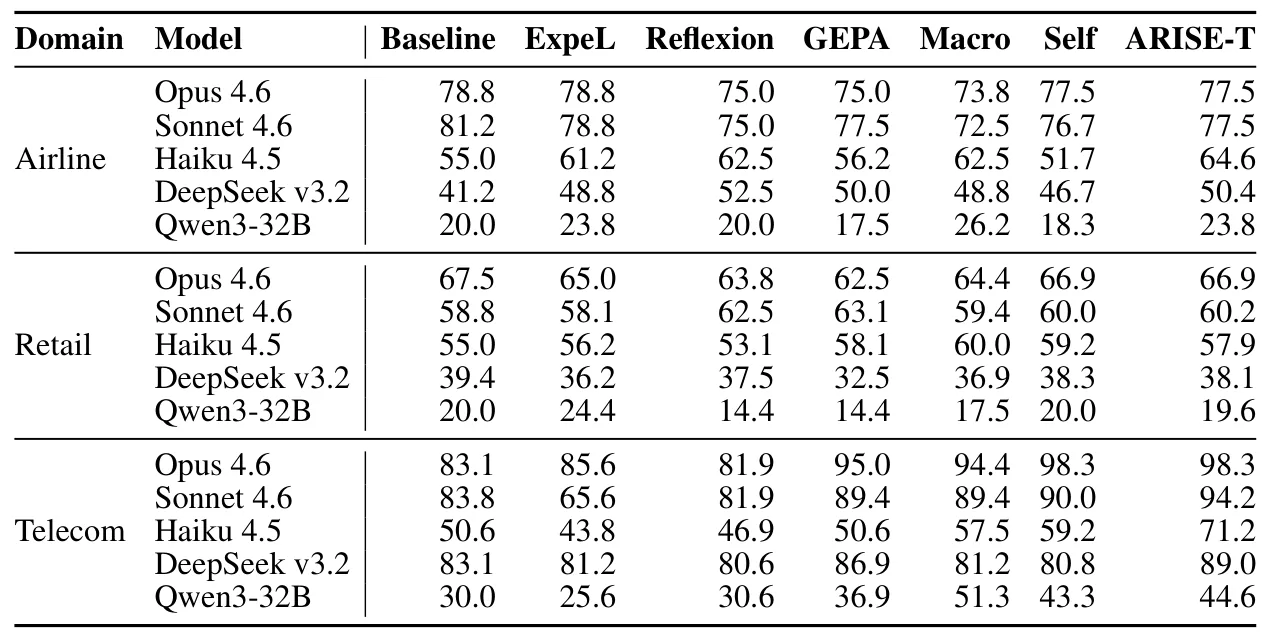 Domain Model Baseline ExpeL Reflexion GEPA Macro Self ARISE-T
Opus 4.6 78.8 78.8 75.0 75.0 73.8 77.5 77.5
Sonnet 4.6 81.2 78.8 75.0 77.5 72.5 76.7 77.5
Airline Haiku 4.5 55.0 61.2 62.5 56.2 62.5 51.7 64.6
DeepSeek v3.2 41.2 48.8 52.5 50.0 48.8 46.7 50.4
Qwen3-32B 20.0 23.8 20.0 17.5 26.2 18.3 23.8
Opus 4.6 67.5 65.0 63.8 62.5 64.4 66.9 66.9
Sonnet 4.6 58.8 58.1 62.5 63.1 59.4 60.0 60.2
Retail Haiku 4.5 55.0 56.2 53.1 58.1 60.0 59.2 57.9
DeepSeek v3.2 39.4 36.2 37.5 32.5 36.9 38.3 38.1
Qwen3-32B 20.0 24.4 14.4 14.4 17.5 20.0 19.6
Opus 4.6 83.1 85.6 81.9 95.0 94.4 98.3 98.3
Sonnet 4.6 83.8 65.6 81.9 89.4 89.4 90.0 94.2
Telecom Haiku 4.5 50.6 43.8 46.9 50.6 57.5 59.2 71.2
DeepSeek v3.2 83.1 81.2 80.6 86.9 81.2 80.8 89.0
Qwen3-32B 30.0 25.6 30.6 36.9 51.3 43.3 44.6